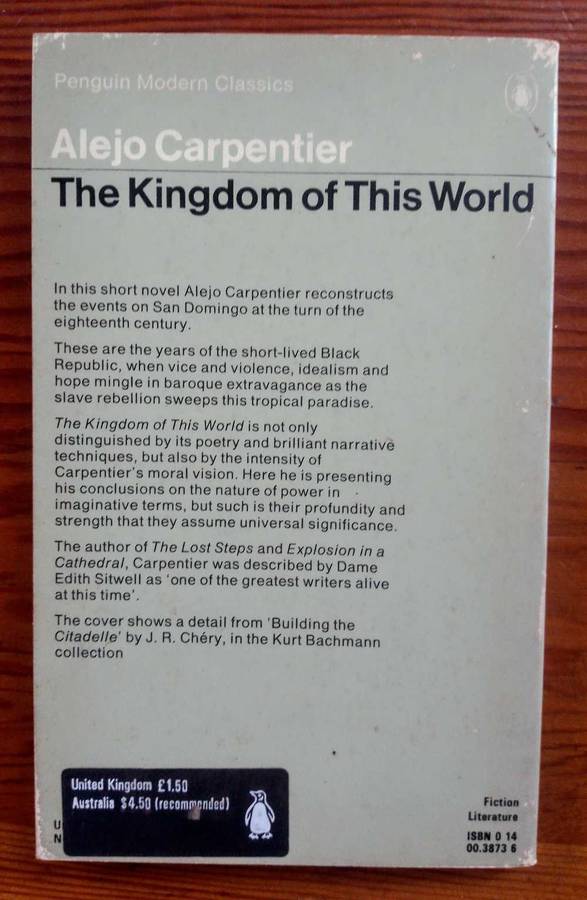 Penguin Modern Classics
Alejo Carpentier
The Kingdom of This World
In this short novel Alejo Carpentier reconstructs
the events on San Domingo at the turn of the
eighteenth century.
These are the years of the short-lived Black
Republic, when vice and violence, idealism and
hope mingle in baroque extravagance as the
slave rebellion sweeps this tropical paradise.
The Kingdom of This World is not only
distinguished by its poetry and brilliant narrative
techniques, but also by the intensity of
Carpentier's moral vision. Here he is presenting
his conclusions on the nature of power in
imaginative terms, but such is their profundity and
strength that they assume universal significance.
The author of The Lost Steps and Explosion in a
Cathedral, Carpentier was described by Dame
Edith Sitwell as 'one of the greatest writers alive
at this time'.
The cover shows a detail from 'Building the
Citadelle' by J. R. Chéry, in the Kurt Bachmann
collection
United Kingdom £1.50
Australia $4.50 (recommended)
U
N
Fiction
Literature
ISBN 0 14
00.3873 6